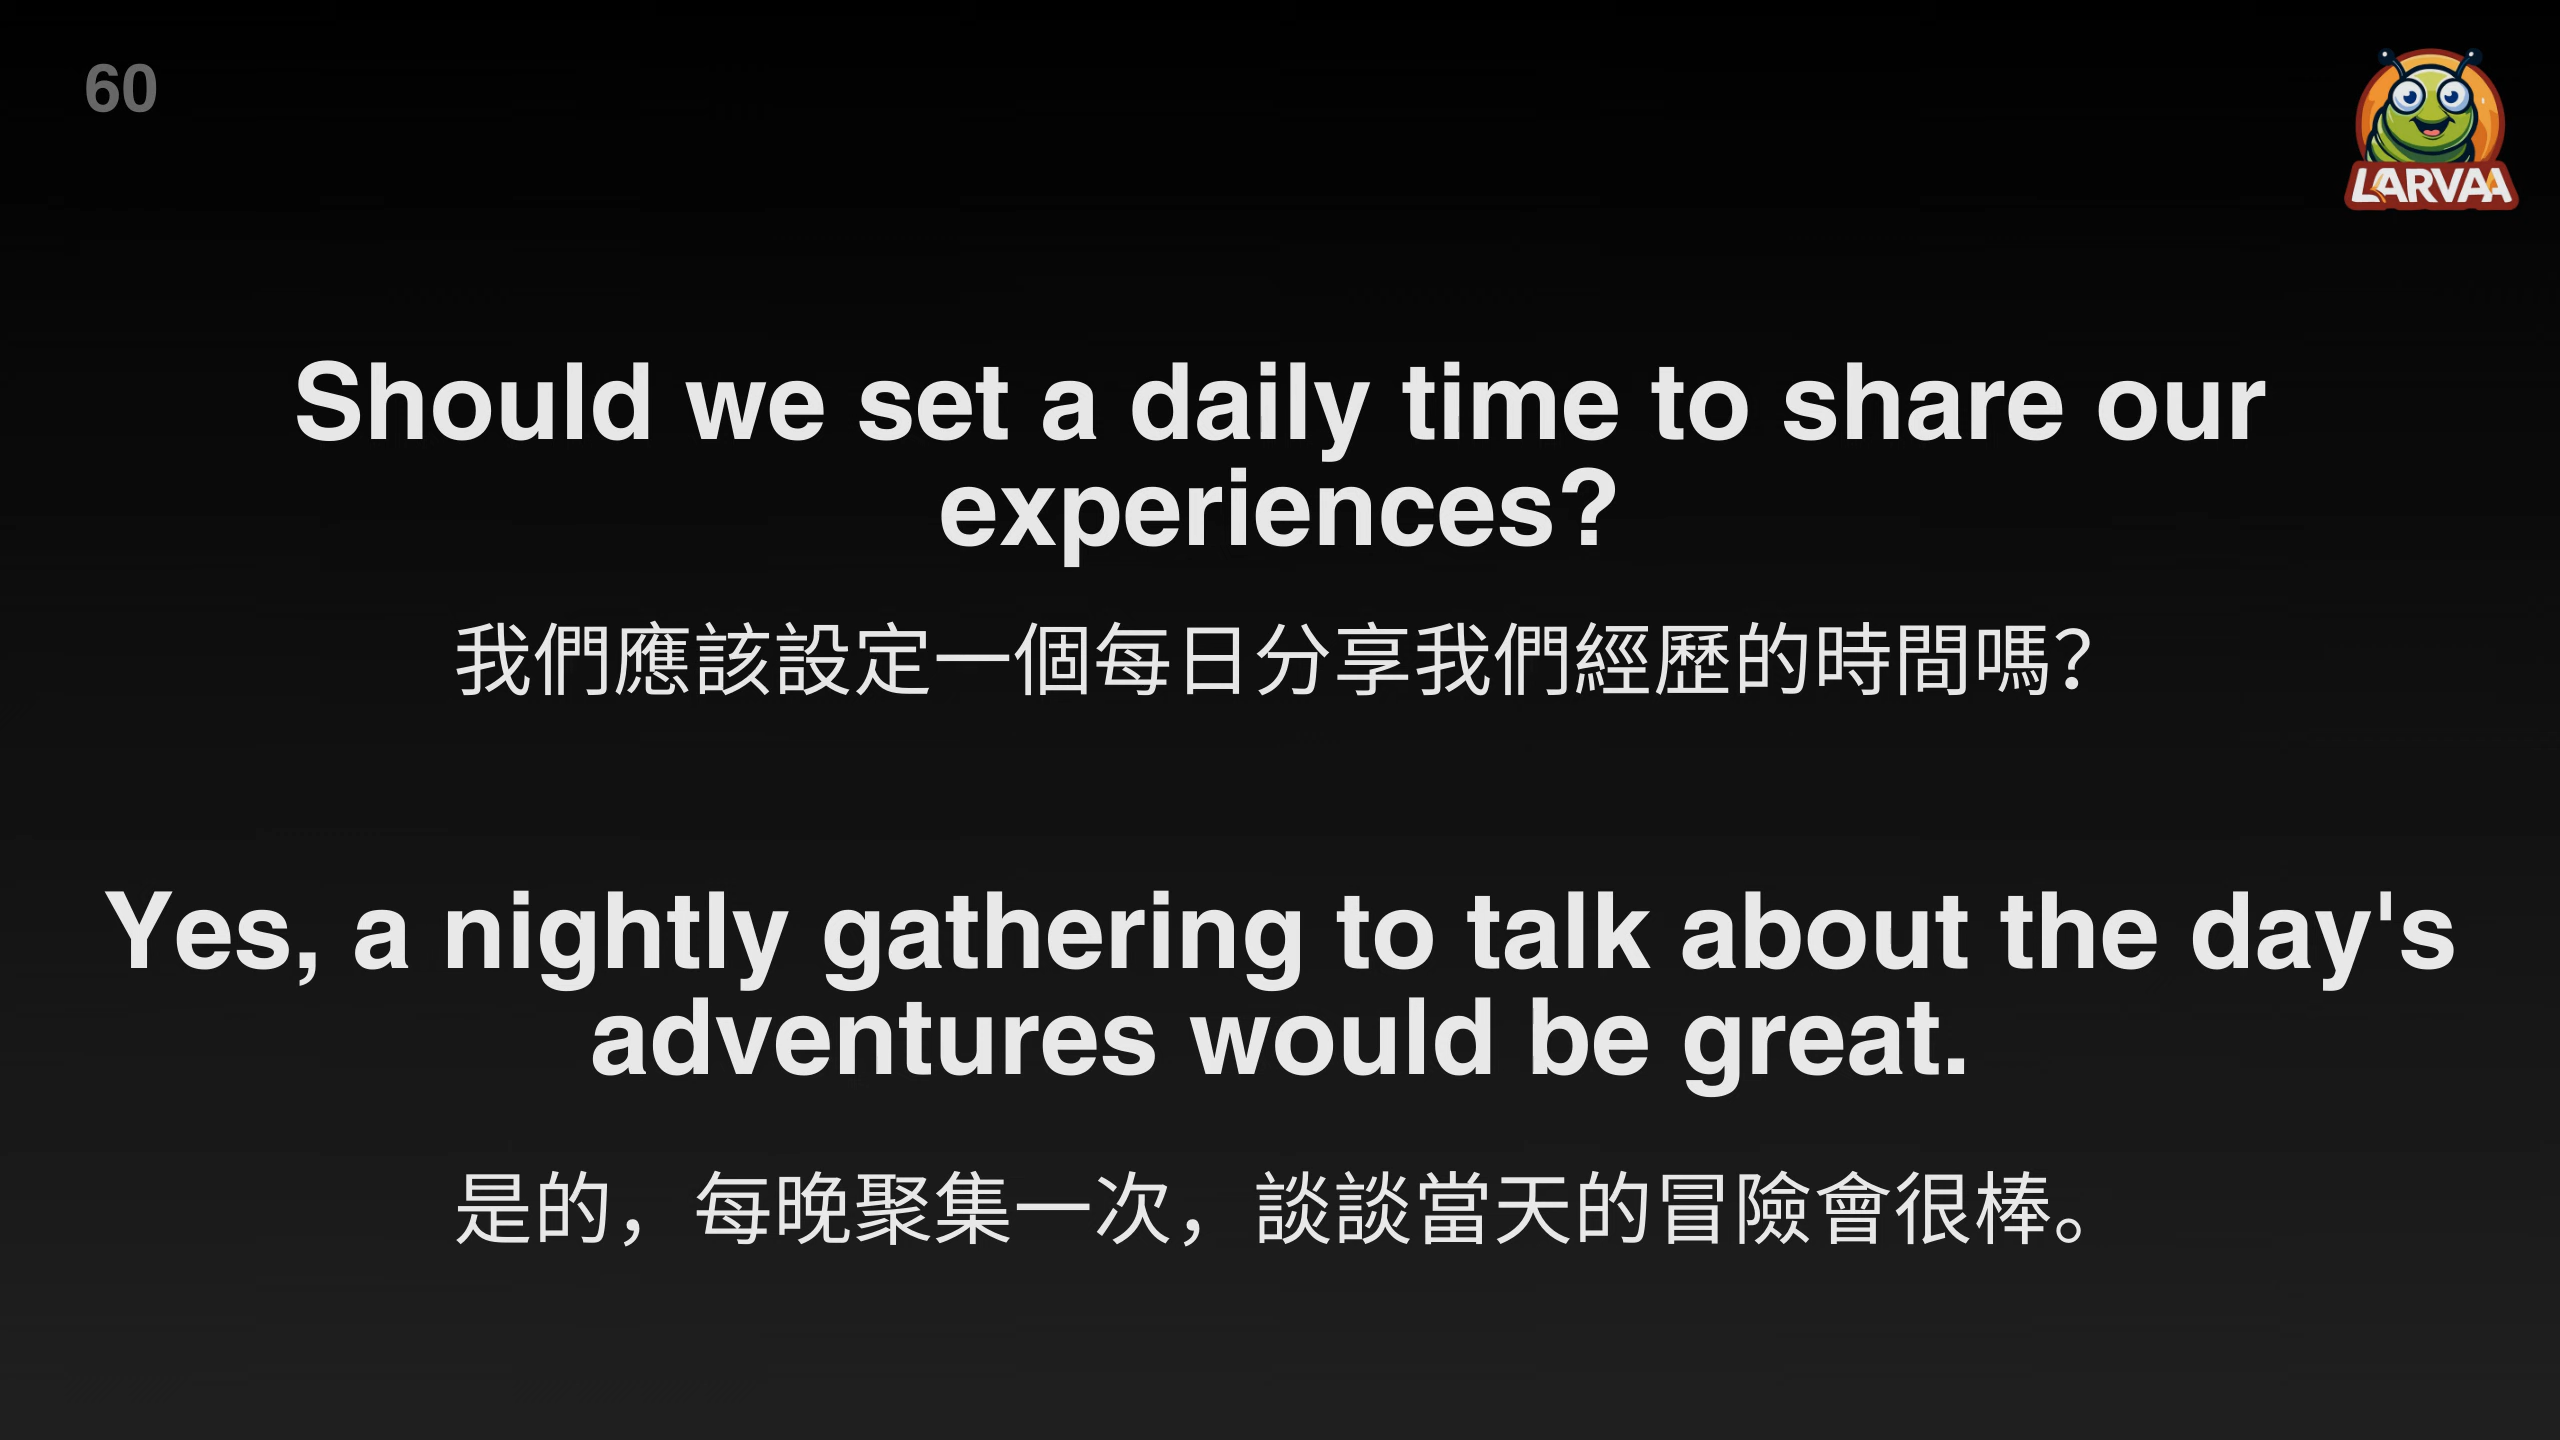 60
LARVAA
Should we set a daily time to share our
experiences?
我們應該設定一個每日分享我們經歷的時間嗎？
Yes, a nightly gathering to talk about the day's
adventures would be great.
是的，每晚聚集一次，談談當天的冒險會很棒。